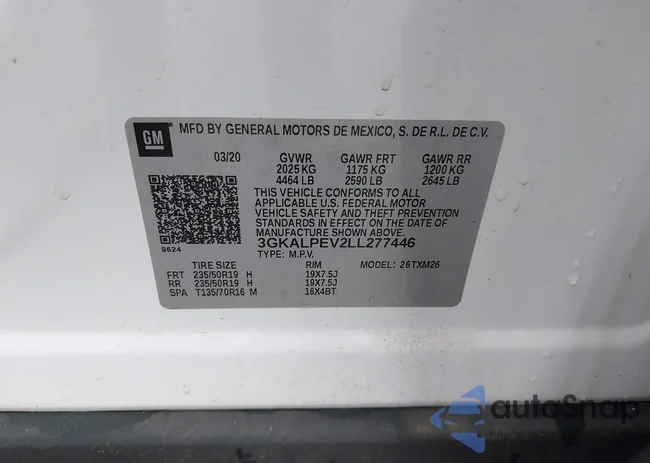 GM
MFD BY GENERAL MOTORS DE MEXICO, S. DE R.L. DE C.V.
03/20 GVWR GAWR FRT GAWR RR
2025 KG 1175 KG 1200 KG
4464 LB 2590 LB 2645 LB
THIS VEHICLE CONFORMS TO ALL
APPLICABLE U.S. FEDERAL MOTOR
VEHICLE SAFETY AND THEFT PREVENTION
STANDARDS IN EFFECT ON THE DATE OF
MANUFACTURE SHOWN ABOVE.
3GKALPEV2LL277446
8624
TYPE: M.P.V.
TIRE SIZE RIM MODEL: 26TXM26
FRT 235/50R19 H 19X7.5J
RR 235/50R19 H 19X7.5J
SPA T135/70R16 M 16X4BT
autoSnap